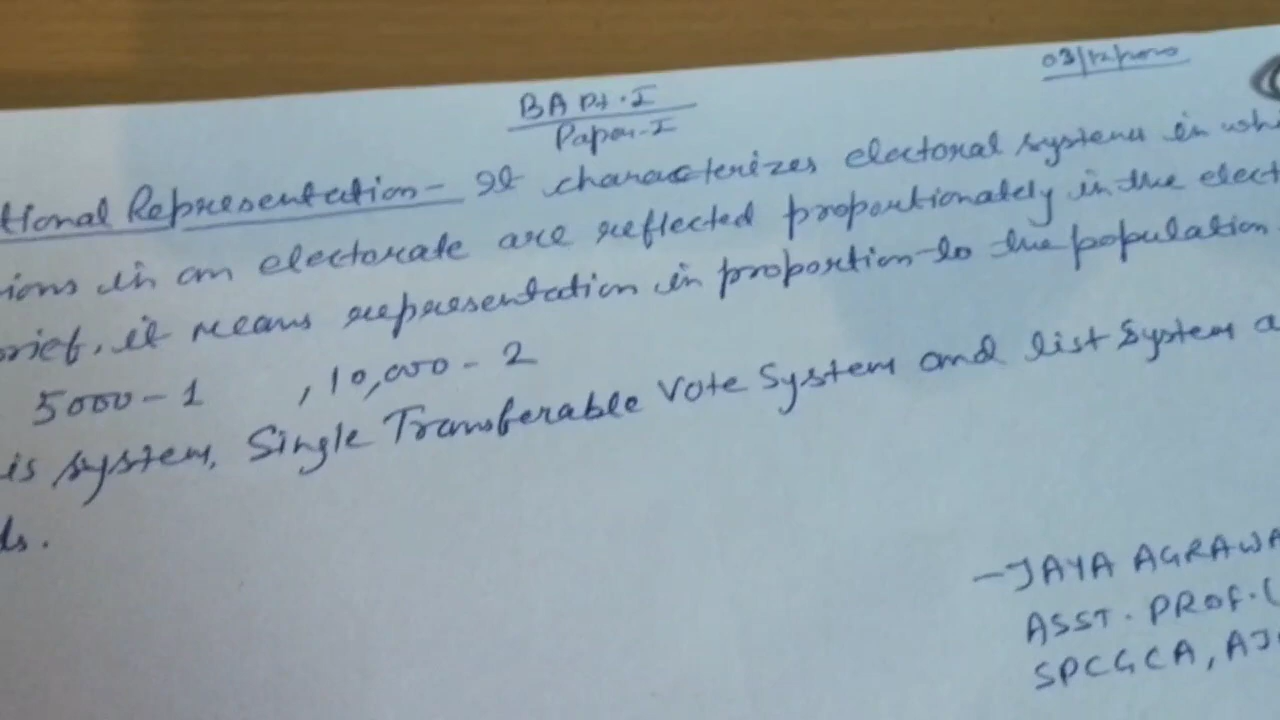 03/12/2020
BA Pt. I
Paper-I
tional Representation - It characterizes electoral systems in whi
ions in an electorate are reflected proportionately in the elect
brief, it means representation in proportion to the population.
5000 - 1 , 10,000 - 2
is system, Single Transferable Vote System and list System a
ds.
- JAYA AGRAWA
ASST. PROF. (
SPCGCA, AJ